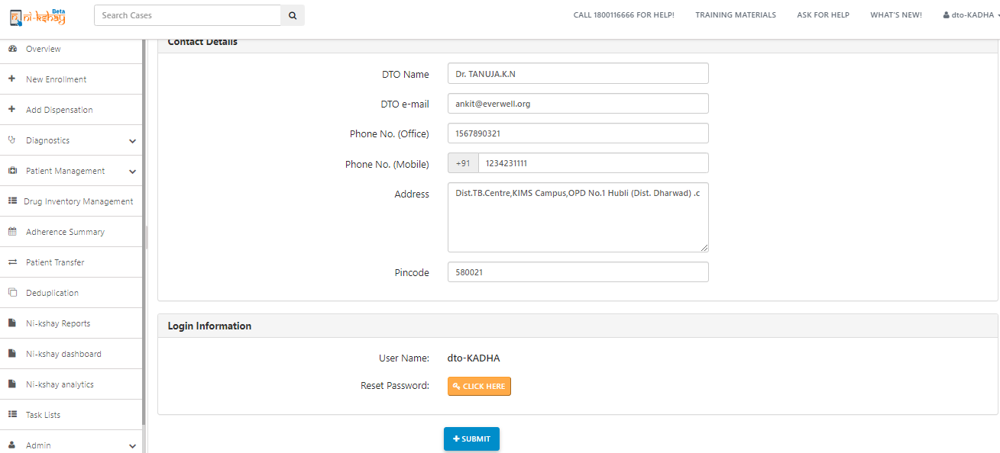 Beta
ni-kshay
Search Cases
CALL 1800116666 FOR HELP!
TRAINING MATERIALS
ASK FOR HELP
WHAT'S NEW!
dto-KADHA
Overview
New Enrollment
Add Dispensation
Diagnostics
Patient Management
Drug Inventory Management
Adherence Summary
Patient Transfer
Deduplication
Ni-kshay Reports
Ni-kshay dashboard
Ni-kshay analytics
Task Lists
Admin
Contact Details
DTO Name
Dr. TANUJA.K.N
DTO e-mail
ankit@everwell.org
Phone No. (Office)
1567890321
Phone No. (Mobile)
+91
1234231111
Address
Dist.TB.Centre,KIMS Campus,OPD No.1 Hubli (Dist. Dharwad) .c
Pincode
580021
Login Information
User Name:
dto-KADHA
Reset Password:
CLICK HERE
SUBMIT